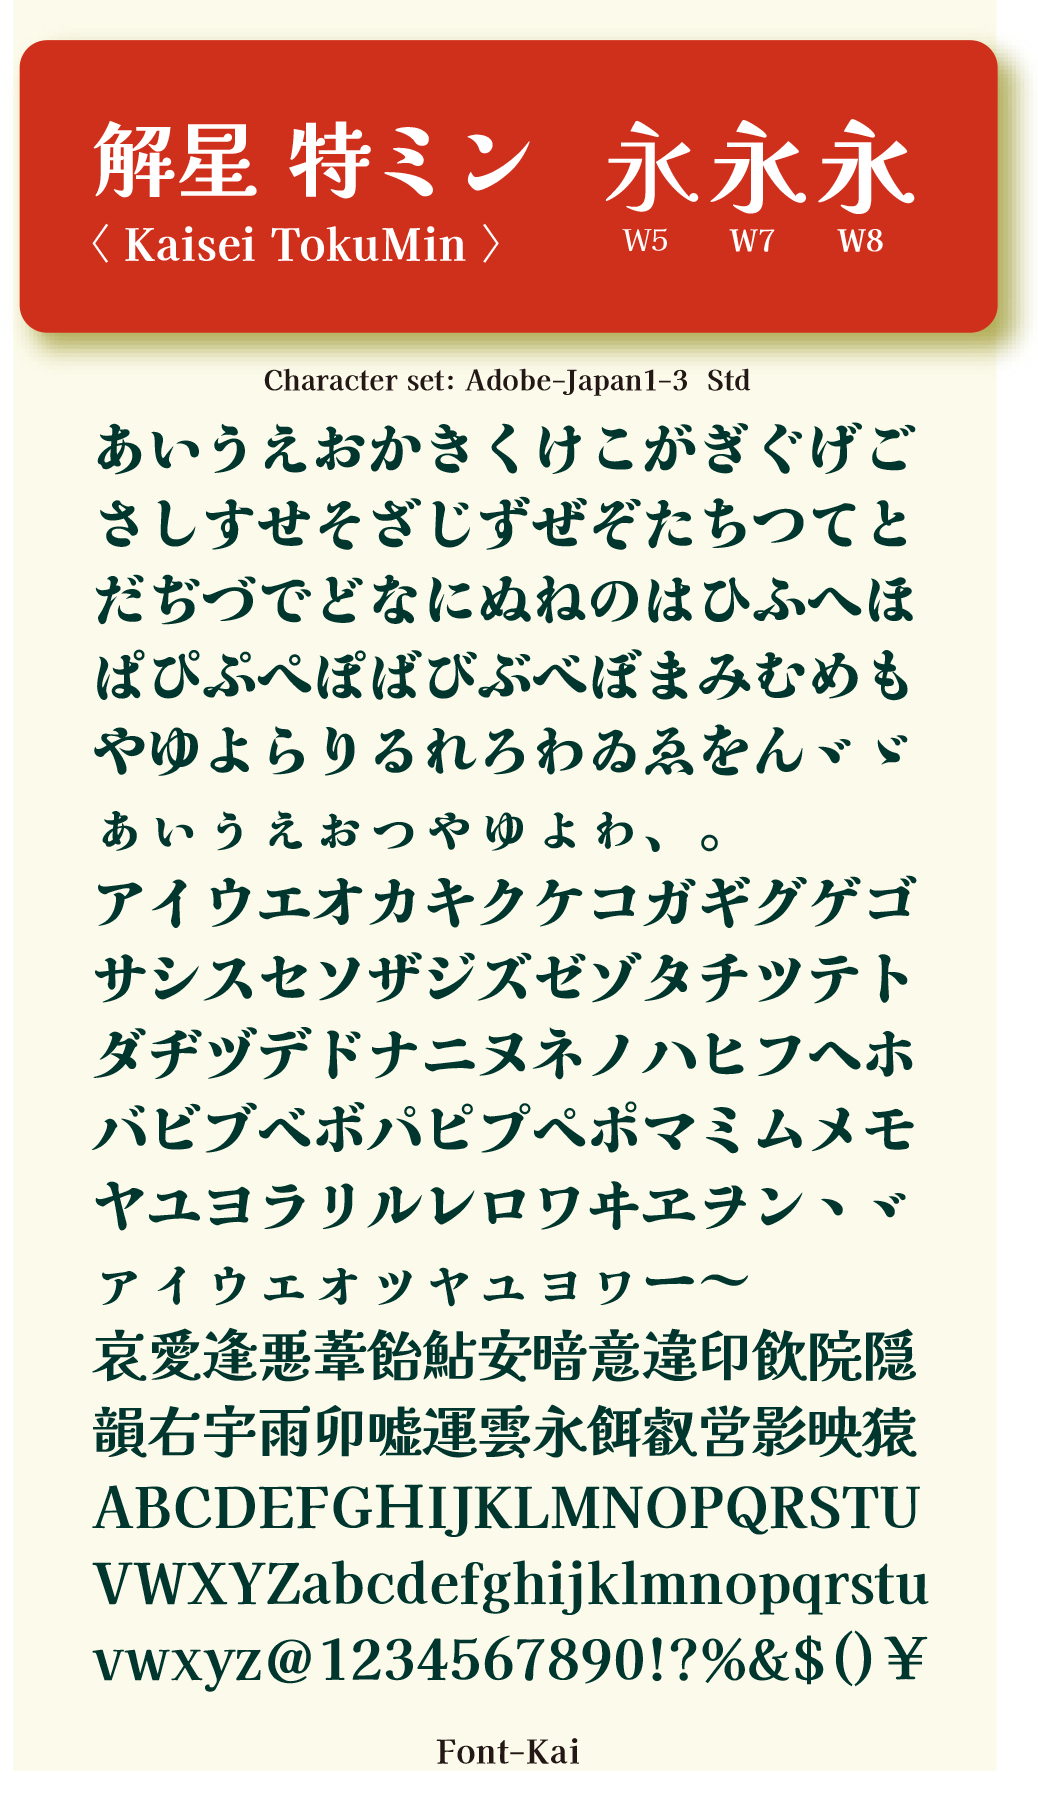 解星 特ミン 永永永
〈 Kaisei TokuMin 〉 W5 W7 W8
Character set: Adobe-Japan1-3 Std
あいうえおかきくけこがぎぐげご
さしすせそざじずぜぞたちつてと
だぢづでどなにぬねのはひふへほ
ぱぴぷぺぽばびぶべぼまみむめも
やゆよらりるれろわゐゑをんヾゞ
ぁぃぅぇぉっゃゅょゎ、。
アイウエオカキクケコガギグゲゴ
サシスセソザジズゼゾタチツテト
ダヂヅデドナニヌネノハヒフヘホ
バビブベボパピプペポマミムメモ
ヤユヨラリルレロワヰヱヲンヽヾ
ァィゥェォッャュョヮー〜
哀愛逢悪葦飴鮎安暗意違印飲院隠
韻右宇雨卯嘘運雲永餌叡営影映猿
ABCDEFGHIJKLMNOPQRSTU
VWXYZabcdefghijklmnopqrstu
vwxyz@1234567890!?%&$()¥
Font-Kai